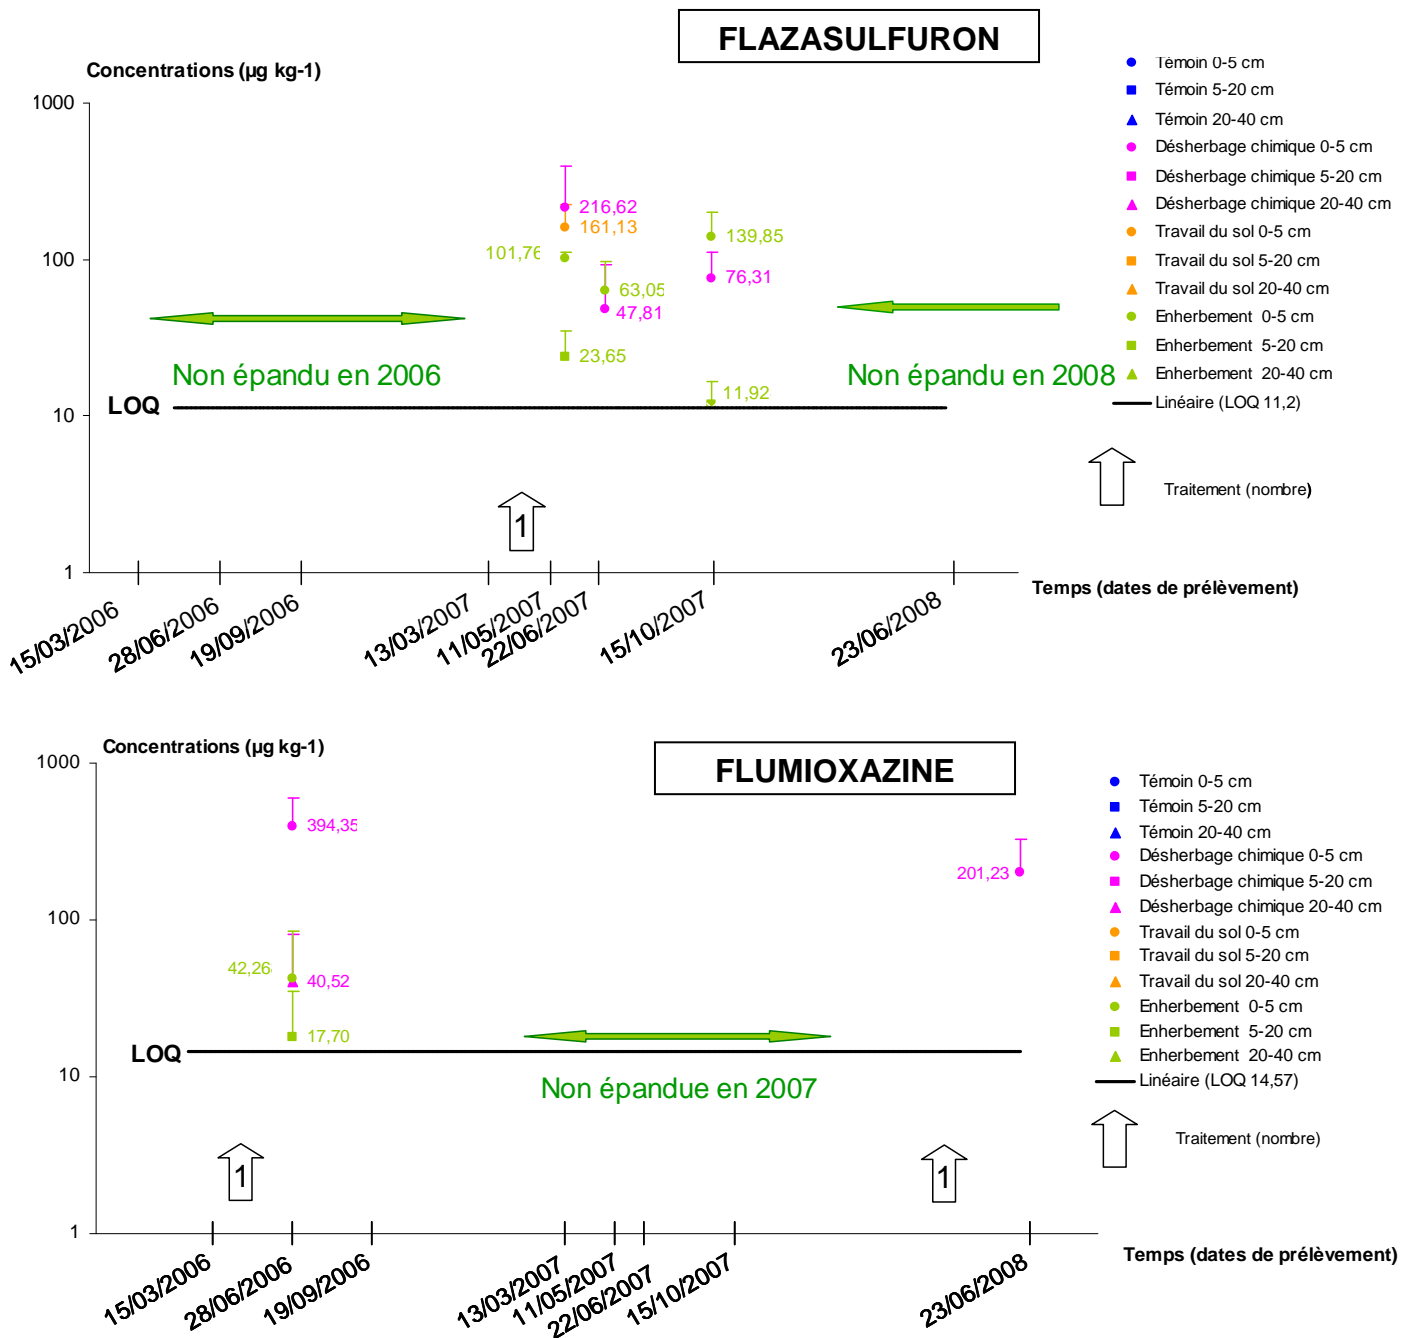 FLAZASULFURON
Concentrations (µg kg-1)
1000
100
10
1
216,62
161,13
101,76
63,05
47,81
23,65
139,85
76,31
11,92
Non épandu en 2006
Non épandu en 2008
LOQ
1
15/03/2006
28/06/2006
19/09/2006
13/03/2007
11/05/2007
22/06/2007
15/10/2007
23/06/2008
Temps (dates de prélèvement)
Témoin 0-5 cm
Témoin 5-20 cm
Témoin 20-40 cm
Désherbage chimique 0-5 cm
Désherbage chimique 5-20 cm
Désherbage chimique 20-40 cm
Travail du sol 0-5 cm
Travail du sol 5-20 cm
Travail du sol 20-40 cm
Enherbement 0-5 cm
Enherbement 5-20 cm
Enherbement 20-40 cm
Linéaire (LOQ 11,2)
Traitement (nombre)
FLUMIOXAZINE
Concentrations (µg kg-1)
1000
100
10
1
394,35
42,26
40,52
17,70
201,23
LOQ
Non épandue en 2007
1
1
15/03/2006
28/06/2006
19/09/2006
13/03/2007
11/05/2007
22/06/2007
15/10/2007
23/06/2008
Temps (dates de prélèvement)
Témoin 0-5 cm
Témoin 5-20 cm
Témoin 20-40 cm
Désherbage chimique 0-5 cm
Désherbage chimique 5-20 cm
Désherbage chimique 20-40 cm
Travail du sol 0-5 cm
Travail du sol 5-20 cm
Travail du sol 20-40 cm
Enherbement 0-5 cm
Enherbement 5-20 cm
Enherbement 20-40 cm
Linéaire (LOQ 14,57)
Traitement (nombre)